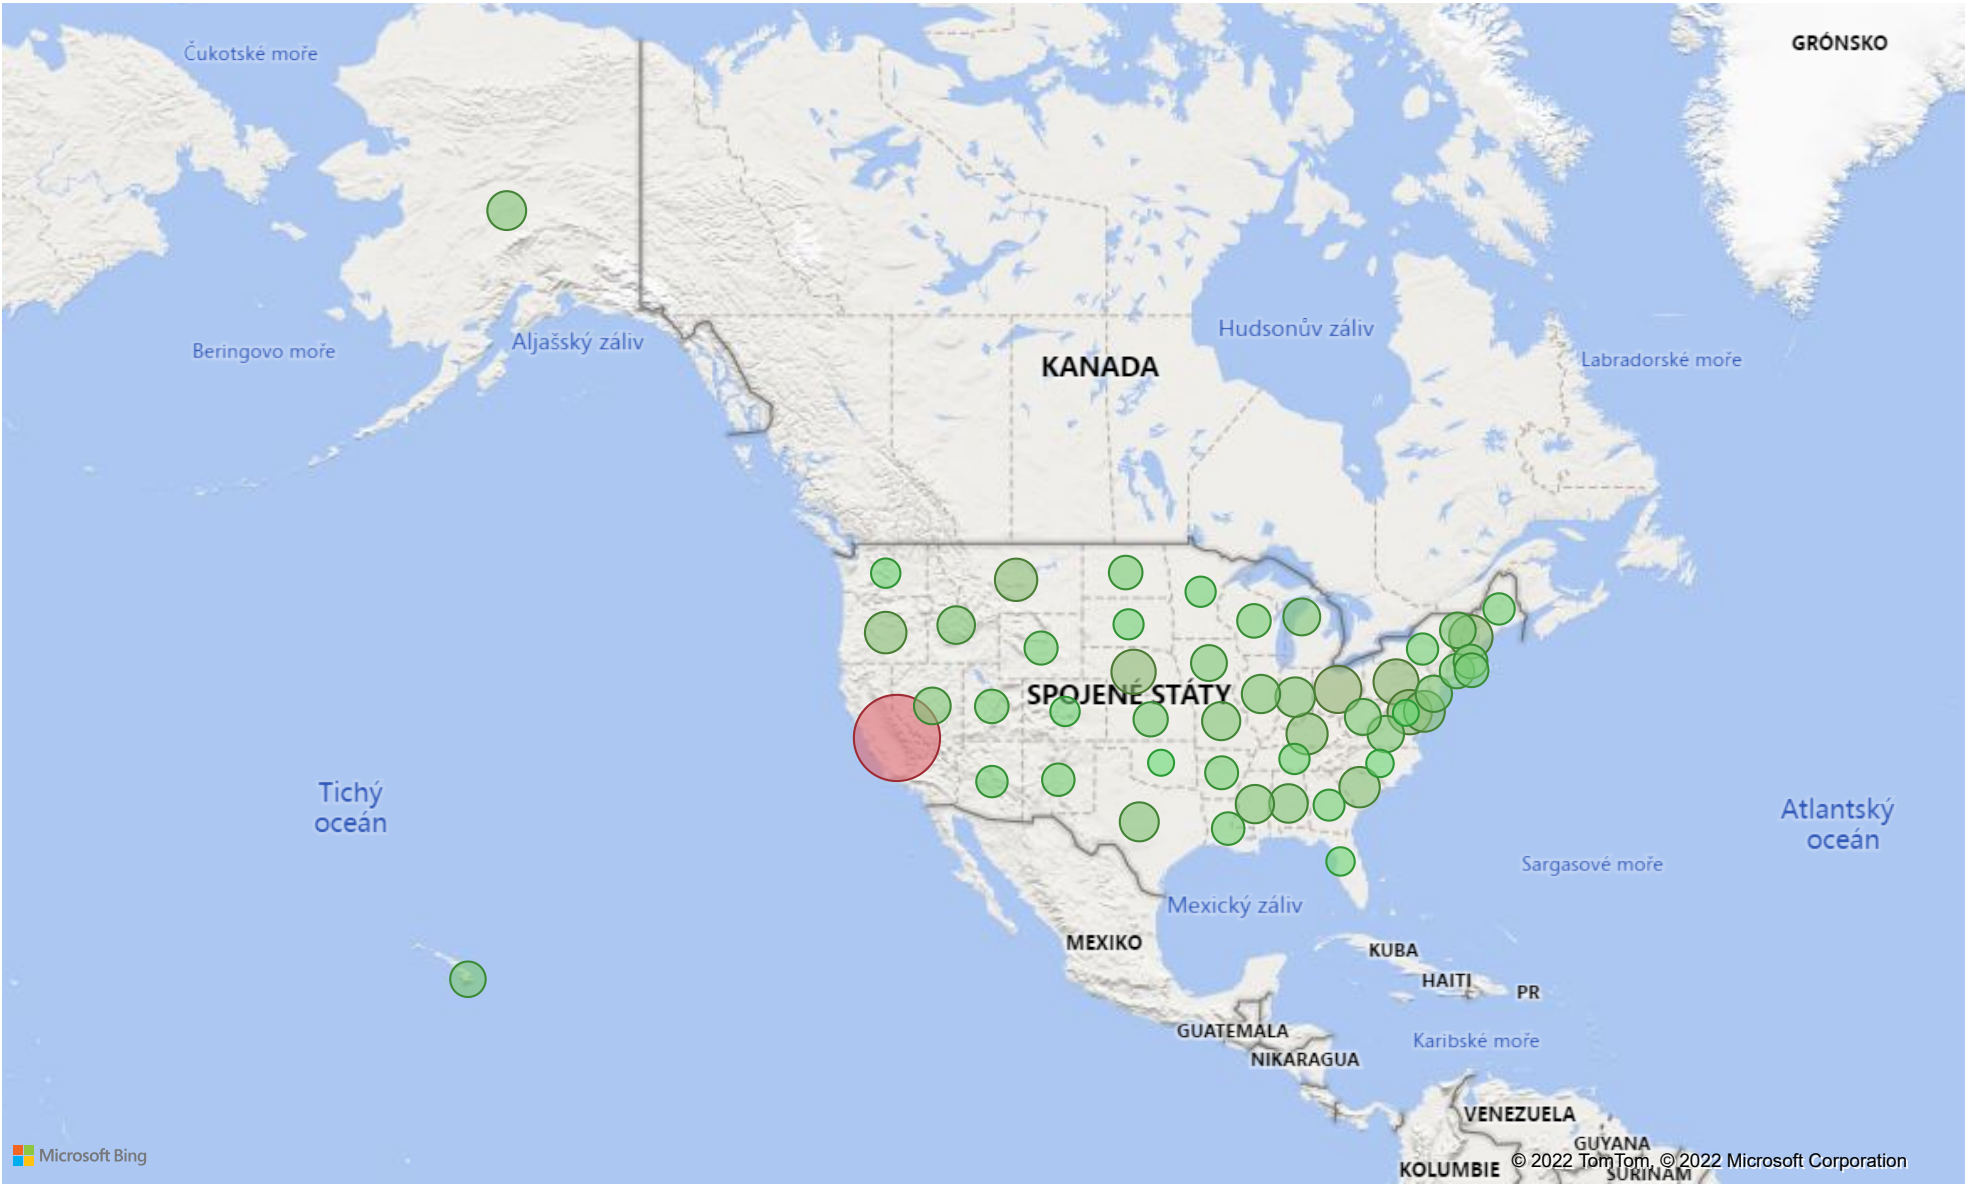 GRÓNSKO
Čukotské moře
Beringovo moře
Aljašský záliv
Hudsonův záliv
Labradorské moře
KANADA
SPOJENÉ STÁTY
Tichý
oceán
Atlantský
oceán
Sargasové moře
Mexický záliv
MEXIKO
KUBA
HAITI
PR
GUATEMALA
Karibské moře
NIKARAGUA
VENEZUELA
GUYANA
SURINAM
KOLUMBIE
Microsoft Bing
© 2022 TomTom, © 2022 Microsoft Corporation